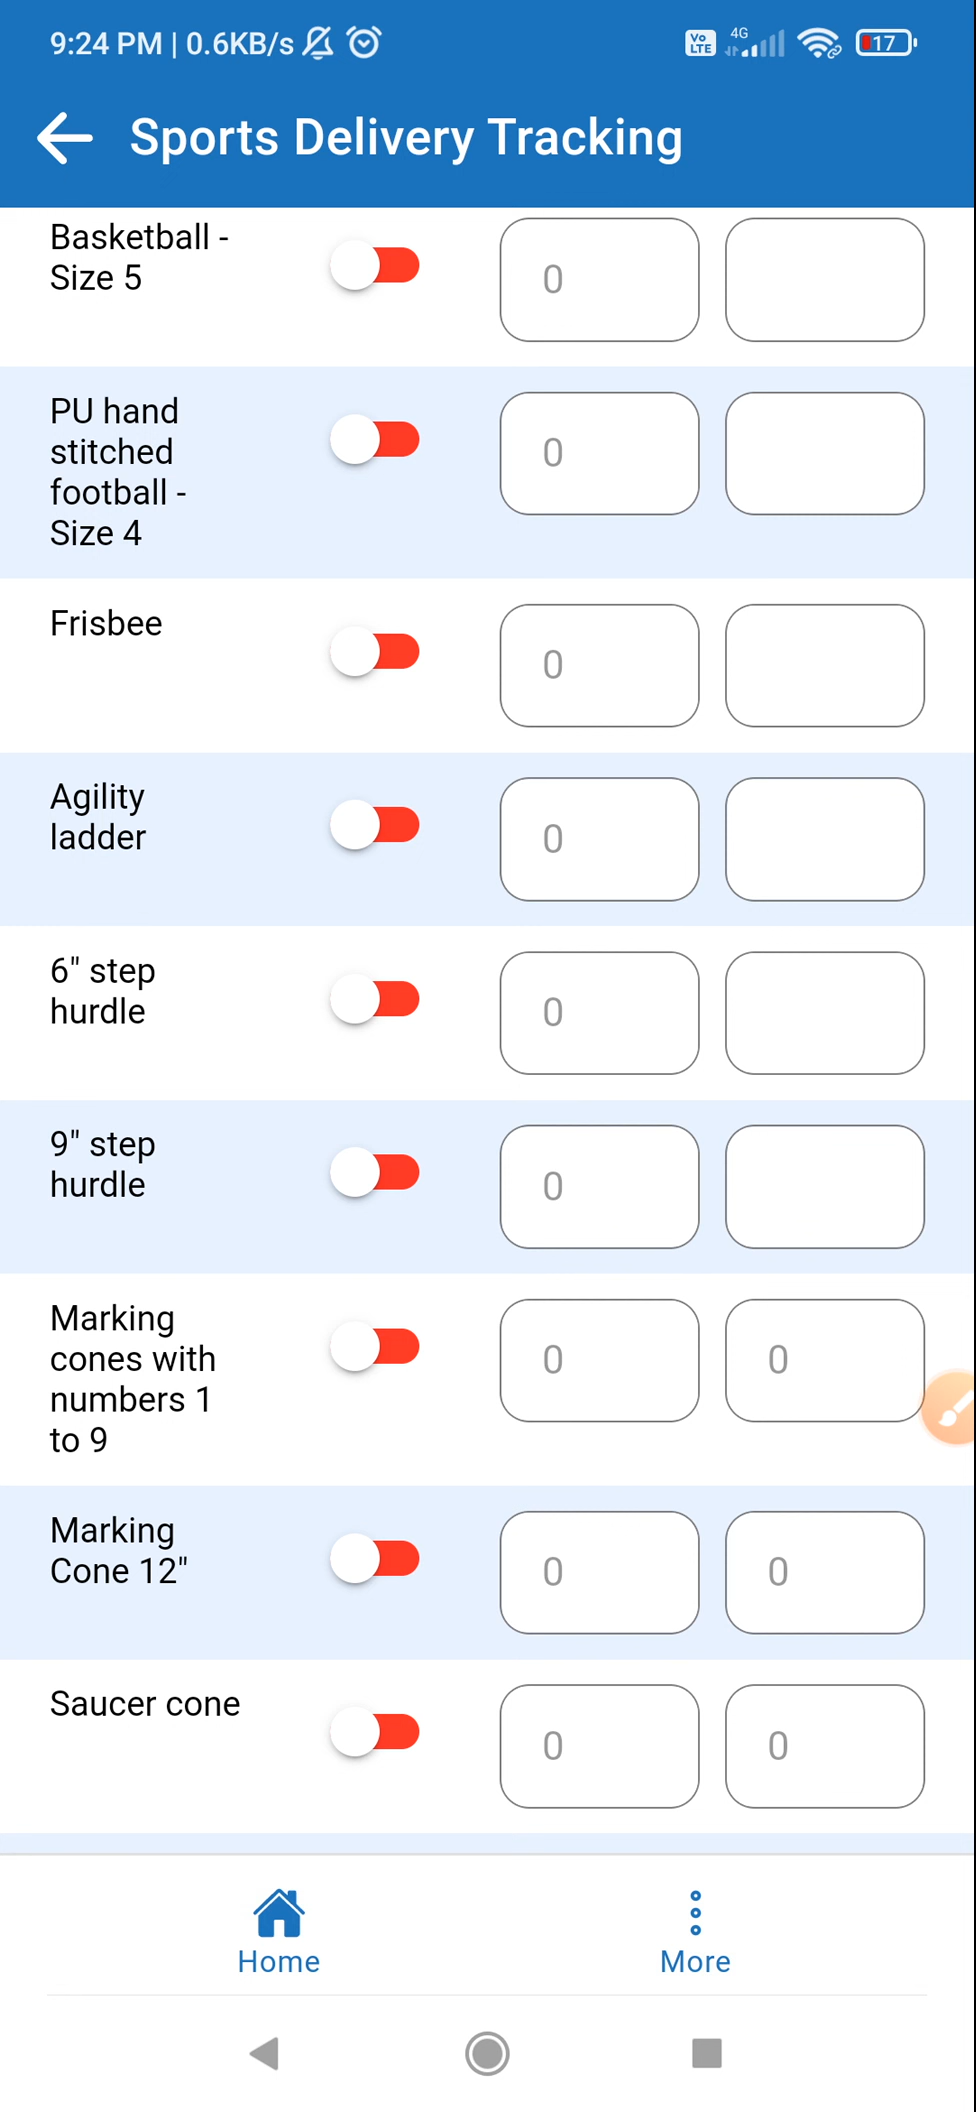 9:24 PM | 0.6KB/s Vo LTE 4G 17
Sports Delivery Tracking
Basketball -
Size 5
0
PU hand
stitched
football -
Size 4
0
Frisbee
0
Agility
ladder
0
6" step
hurdle
0
9" step
hurdle
0
Marking
cones with
numbers 1
to 9
0 0
Marking
Cone 12"
0 0
Saucer cone
0 0
Home More